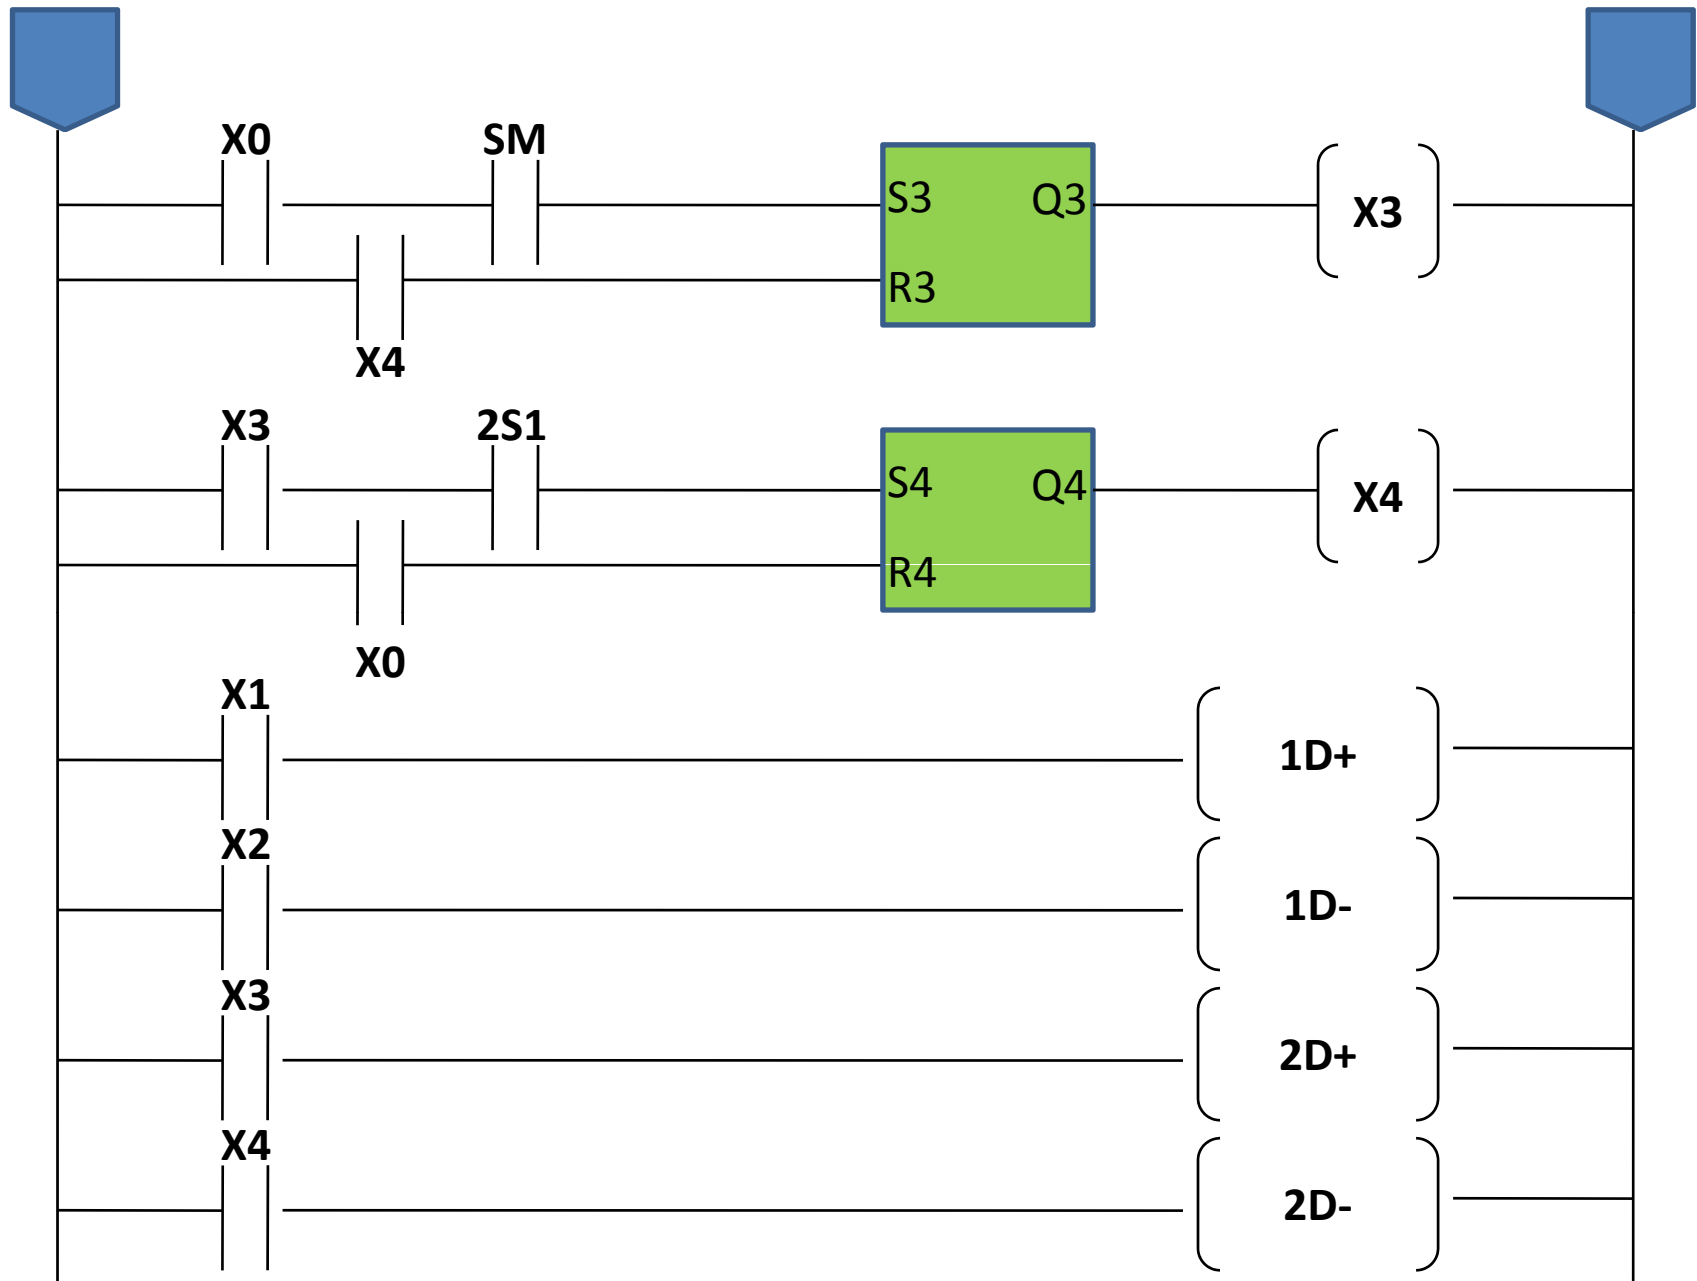 X0 SM
S3 Q3 X3
R3
X4
X3 2S1
S4 Q4 X4
R4
X0
X1
1D+
X2
1D-
X3
2D+
X4
2D-